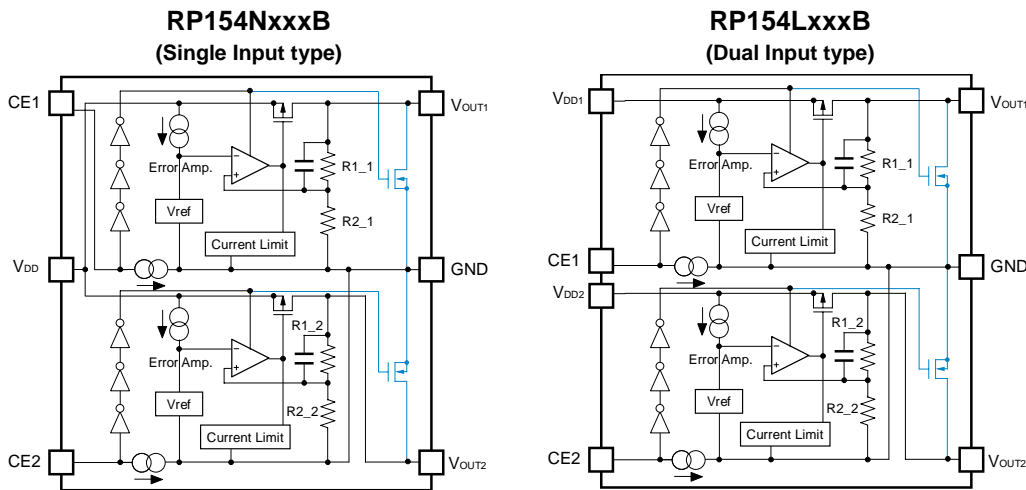 RP154NxxxB
(Single Input type)
CE1
VOUT1
Error Amp.
R1_1
Vref
R2_1
Current Limit
VDD
GND
R1_2
Error Amp.
Vref
R2_2
Current Limit
CE2
VOUT2
RP154LxxxB
(Dual Input type)
VDD1
VOUT1
Error Amp.
R1_1
Vref
R2_1
Current Limit
CE1
GND
VDD2
R1_2
Error Amp.
Vref
R2_2
Current Limit
CE2
VOUT2